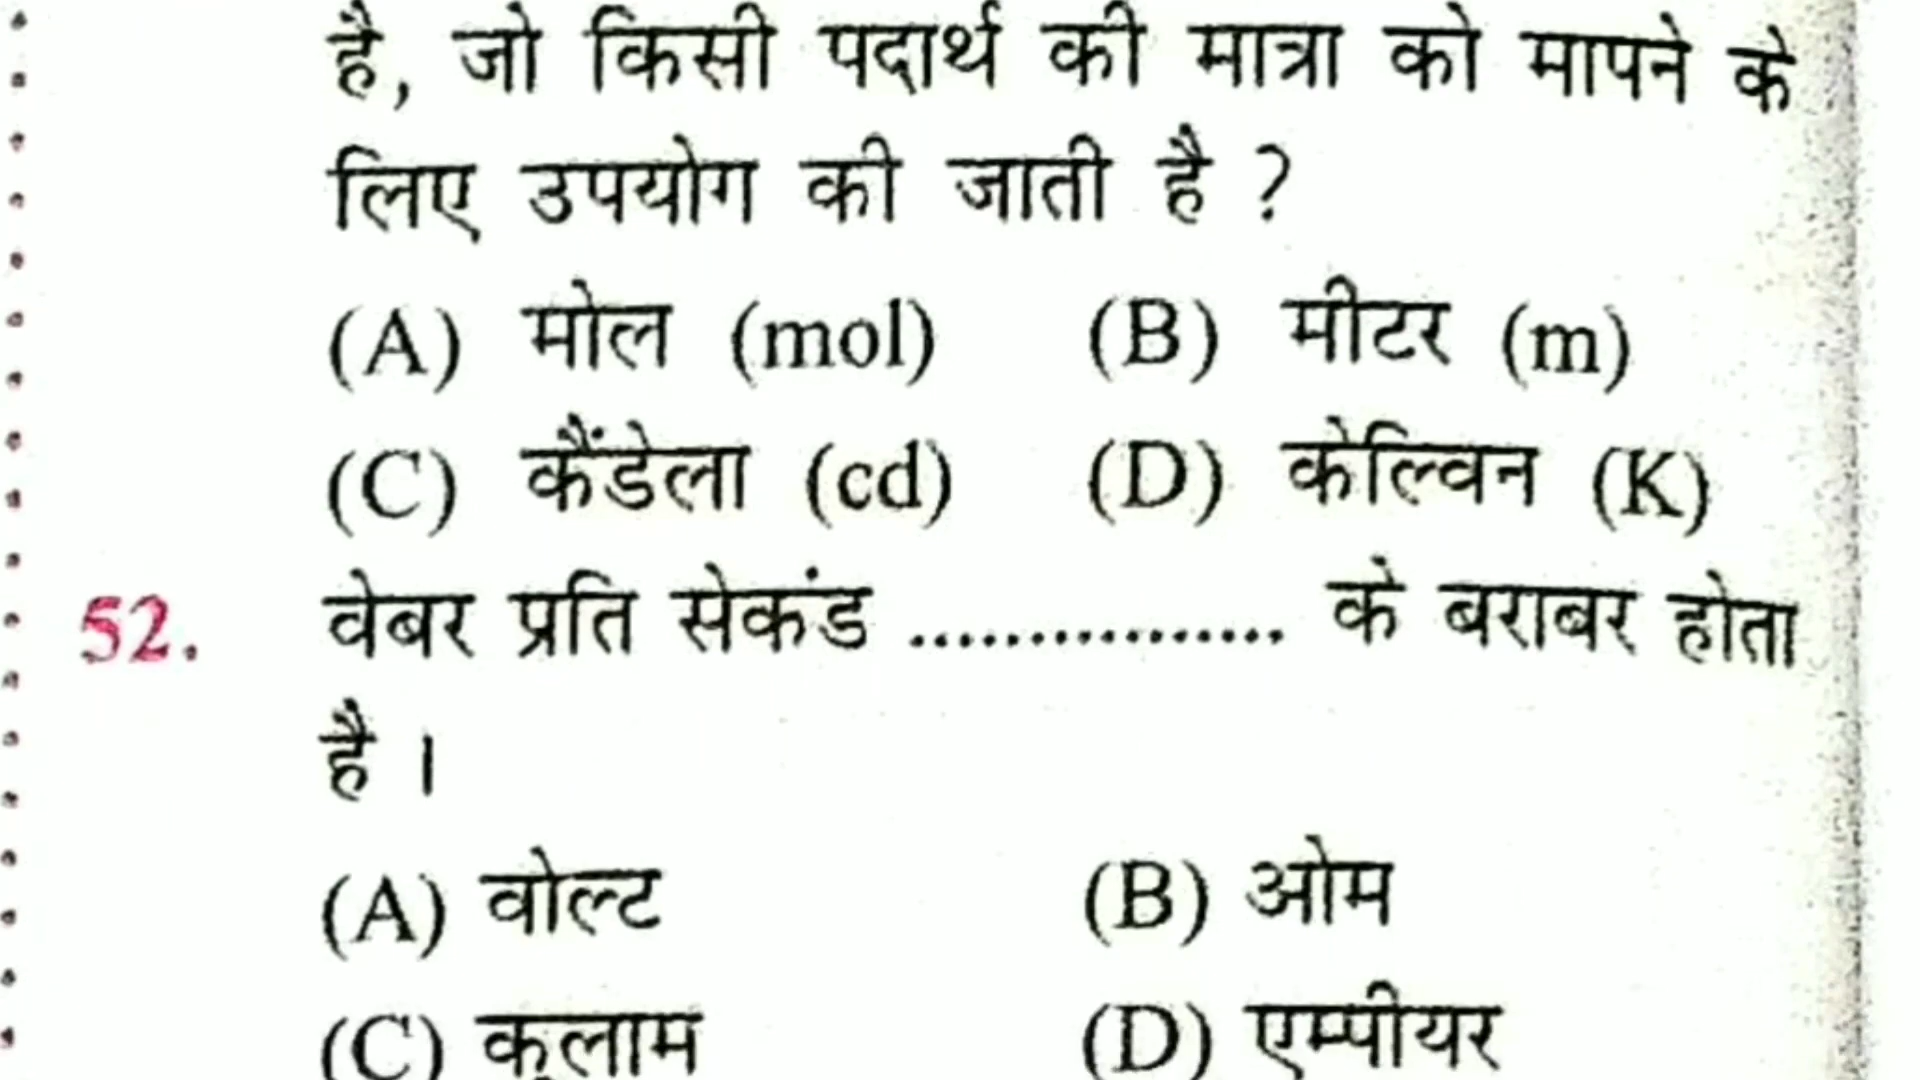 है, जो किसी पदार्थ की मात्रा को मापने के
लिए उपयोग की जाती है ?
(A) मोल (mol) (B) मीटर (m)
(C) कैंडेला (cd) (D) केल्विन (K)
52. वेबर प्रति सेकंड ................ के बराबर होता
है ।
(A) वोल्ट (B) ओम
(C) कूलाम (D) एम्पीयर